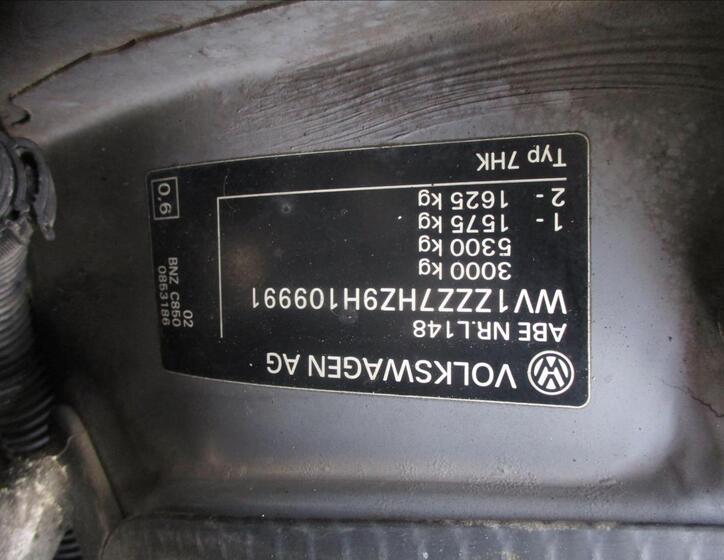 VOLKSWAGEN AG
ABE NR.L148
WV1ZZZ7HZ9H109991
3000 kg
5300 kg
1 - 1575 kg
2 - 1625 kg
Typ 7HK
02
BNZ C850
0853186
0.6